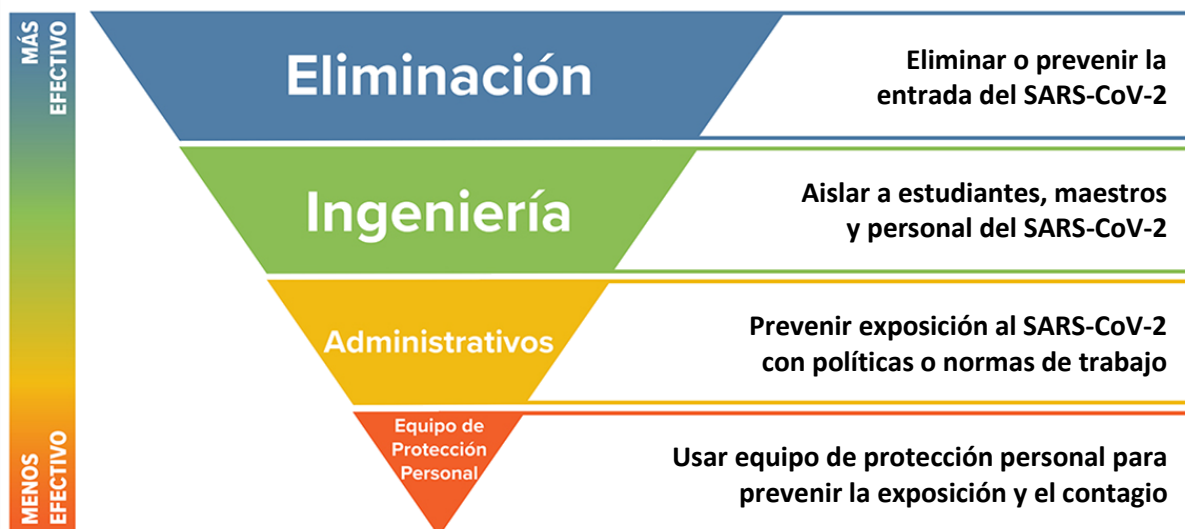 MÁS
EFECTIVO
Eliminación
Eliminar o prevenir la
entrada del SARS-CoV-2
Ingeniería
Aislar a estudiantes, maestros
y personal del SARS-CoV-2
Administrativos
Prevenir exposición al SARS-CoV-2
con políticas o normas de trabajo
Equipo de
Protección
Personal
Usar equipo de protección personal para
prevenir la exposición y el contagio
MENOS
EFECTIVO